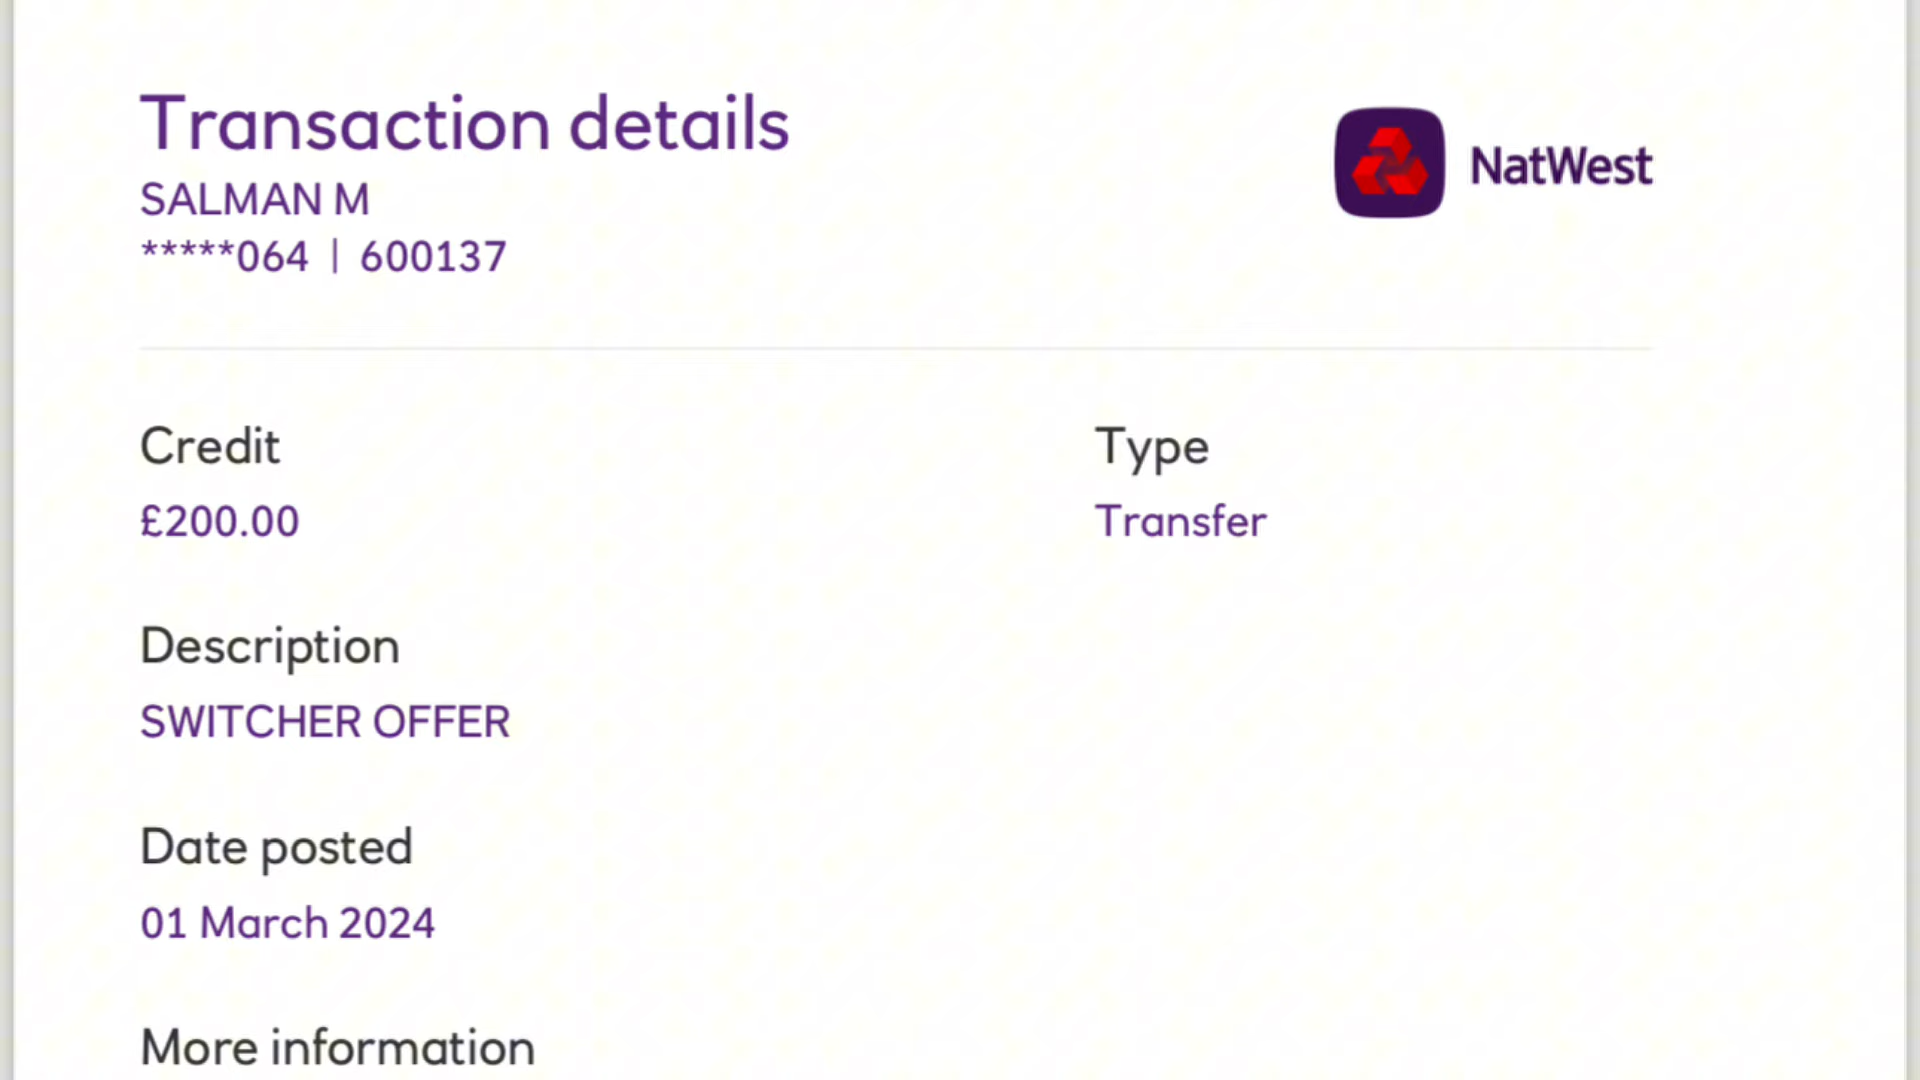 Transaction details
NatWest
SALMAN M
*****064 | 600137
Credit
Type
£200.00
Transfer
Description
SWITCHER OFFER
Date posted
01 March 2024
More information